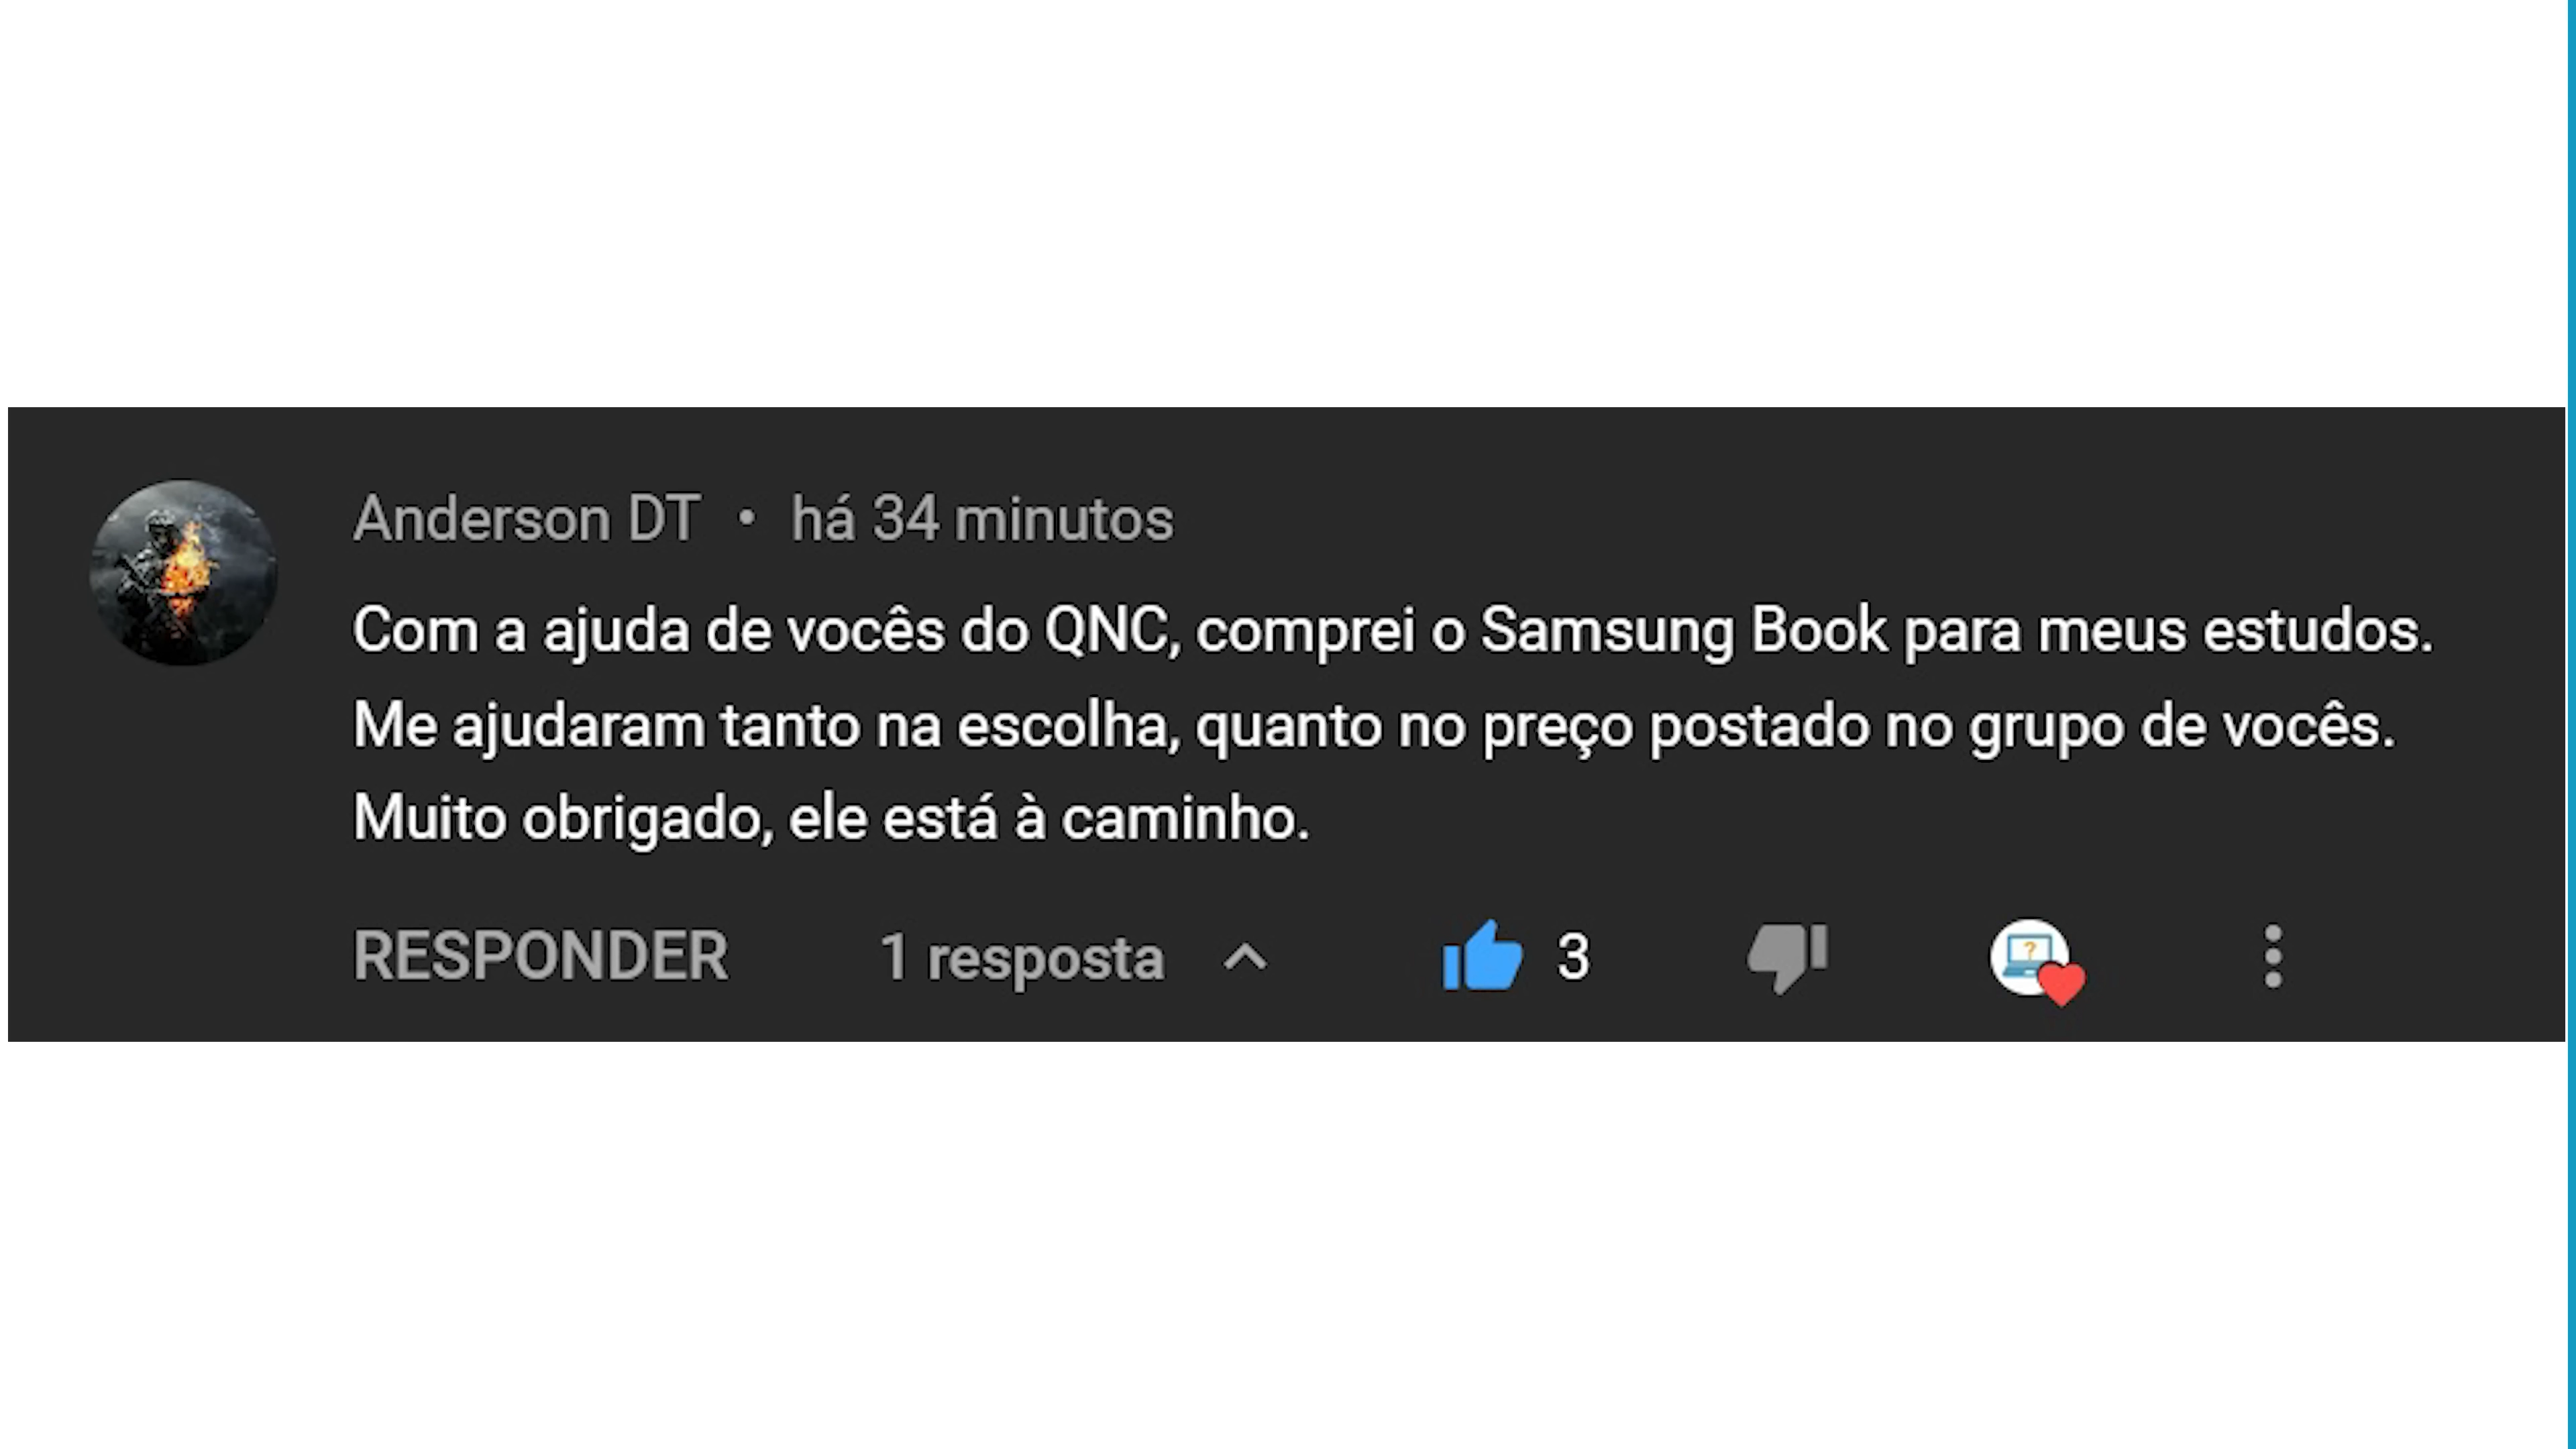 Anderson DT • há 34 minutos
Com a ajuda de vocês do QNC, comprei o Samsung Book para meus estudos.
Me ajudaram tanto na escolha, quanto no preço postado no grupo de vocês.
Muito obrigado, ele está à caminho.
RESPONDER 1 resposta 3 ?